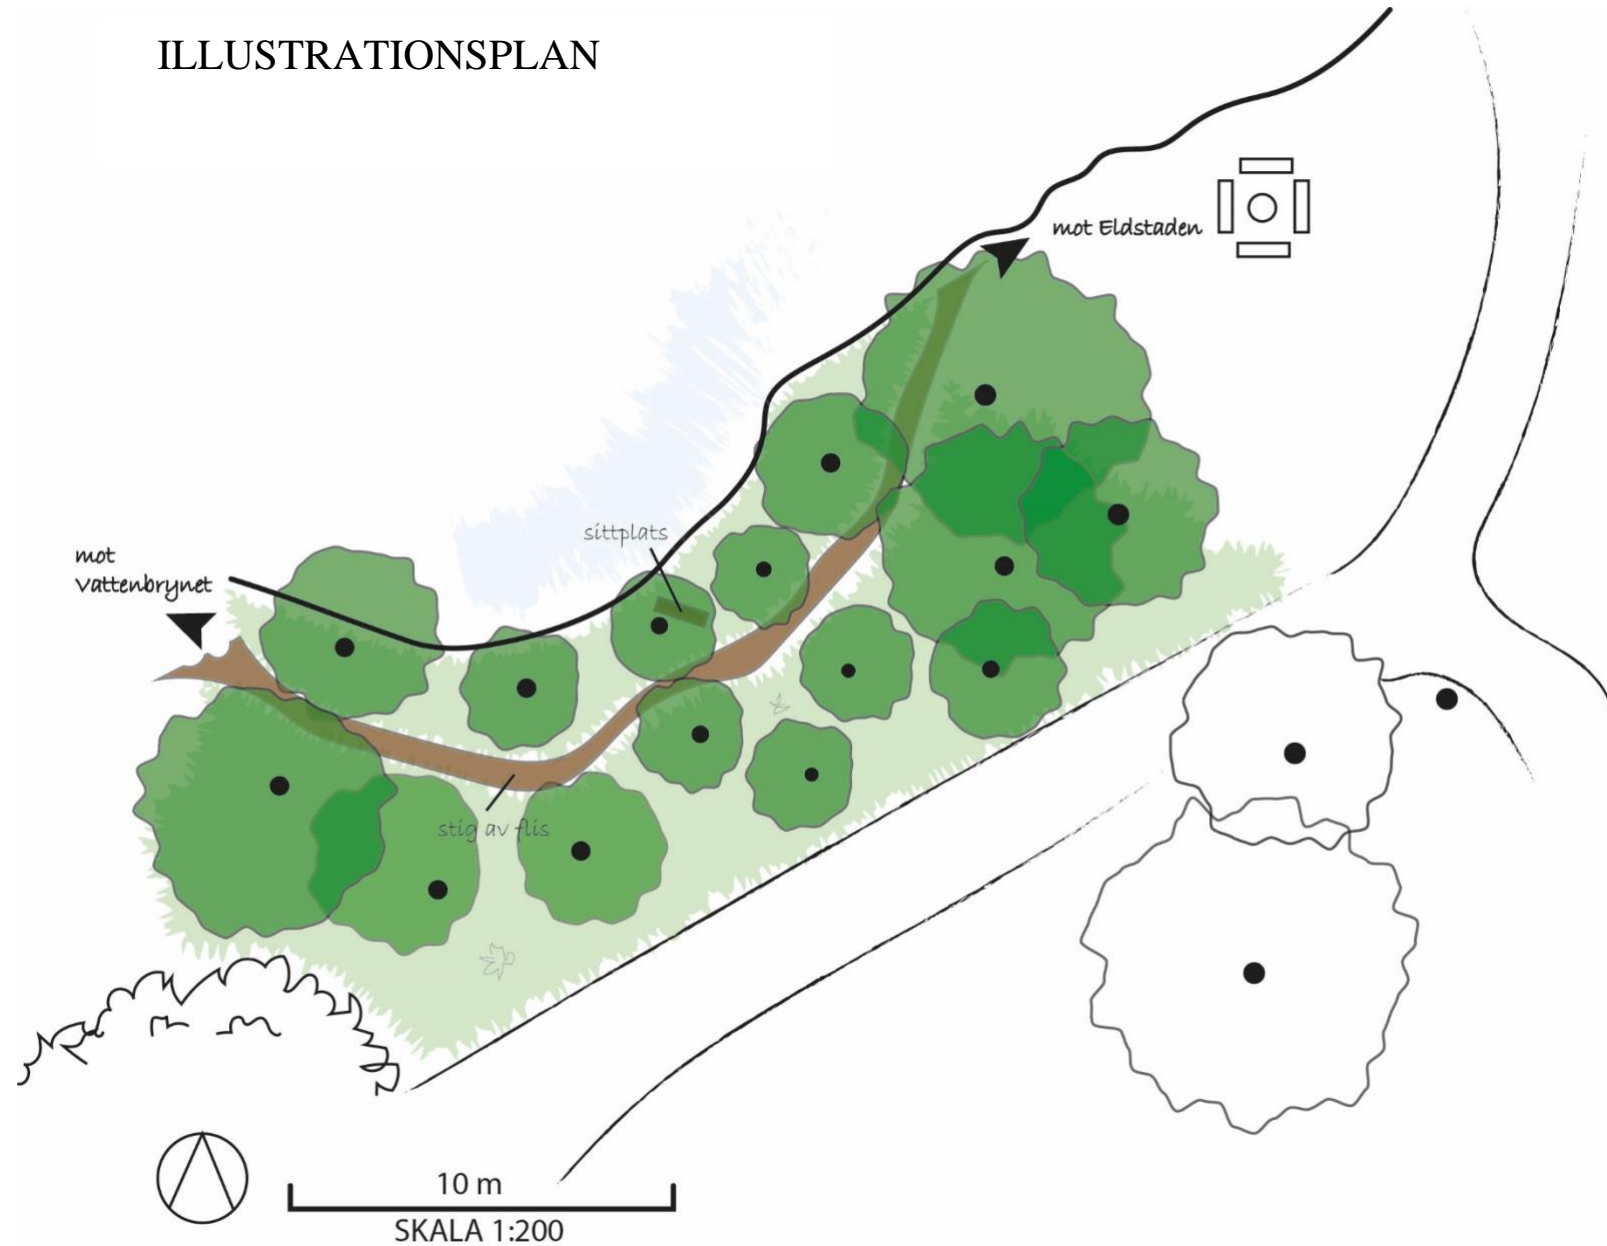 ILLUSTRATIONSPLAN
mot Eldstaden
sittplats
mot
Vattenbrynet
stig av flis
10 m
SKALA 1:200